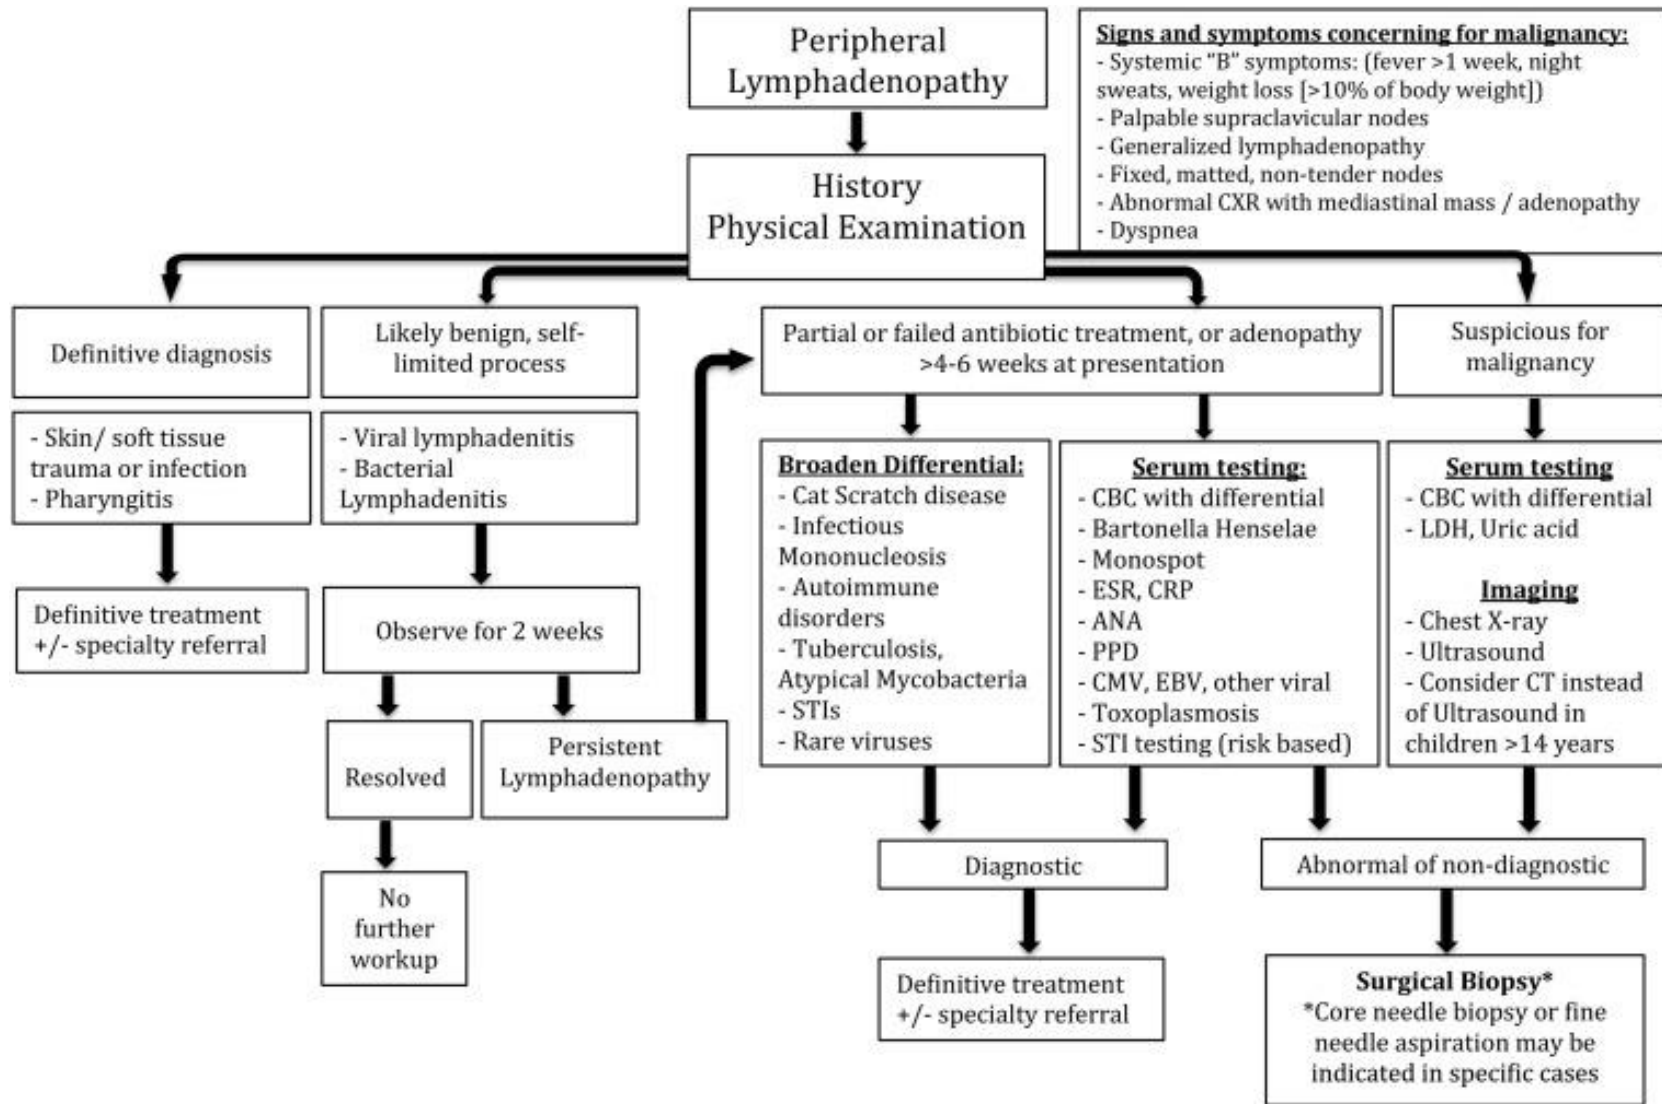 Peripheral
Lymphadenopathy
Signs and symptoms concerning for malignancy:
- Systemic “B” symptoms: (fever >1 week, night
sweats, weight loss [>10% of body weight])
- Palpable supraclavicular nodes
- Generalized lymphadenopathy
- Fixed, matted, non-tender nodes
- Abnormal CXR with mediastinal mass / adenopathy
- Dyspnea
History
Physical Examination
Definitive diagnosis
Likely benign, self-
limited process
Partial or failed antibiotic treatment, or adenopathy
>4-6 weeks at presentation
Suspicious for
malignancy
- Skin/ soft tissue
trauma or infection
- Pharyngitis
- Viral lymphadenitis
- Bacterial
Lymphadenitis
Broaden Differential:
- Cat Scratch disease
- Infectious
Mononucleosis
- Autoimmune
disorders
- Tuberculosis,
Atypical Mycobacteria
- STIs
- Rare viruses
Serum testing:
- CBC with differential
- Bartonella Henselae
- Monospot
- ESR, CRP
- ANA
- PPD
- CMV, EBV, other viral
- Toxoplasmosis
- STI testing (risk based)
Serum testing
- CBC with differential
- LDH, Uric acid
Imaging
- Chest X-ray
- Ultrasound
- Consider CT instead
of Ultrasound in
children >14 years
Definitive treatment
+/- specialty referral
Observe for 2 weeks
Resolved
Persistent
Lymphadenopathy
No
further
workup
Diagnostic
Abnormal of non-diagnostic
Definitive treatment
+/- specialty referral
Surgical Biopsy*
*Core needle biopsy or fine
needle aspiration may be
indicated in specific cases